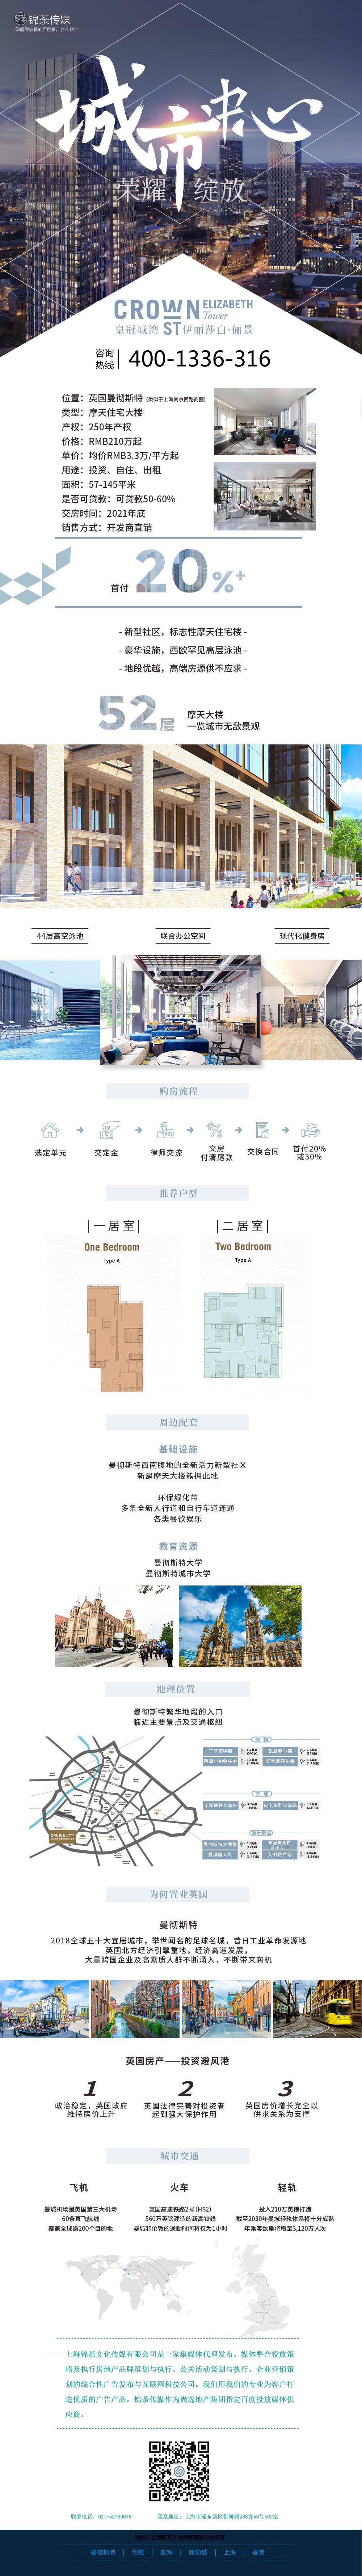 锦荼传媒
城市中心
荣耀 绽放
CROWN ST
ELIZABETH
Tower
皇冠城湾 伊丽莎白·俪景
咨询
热线
400-1336-316
位置：英国曼彻斯特（类似于上海南京西路商圈）
类型：摩天住宅大楼
产权：250年产权
价格：RMB210万起
单价：均价RMB3.3万/平方起
用途：投资、自住、出租
面积：57-145平米
是否可贷款：可贷款50-60%
交房时间：2021年底
销售方式：开发商直销
首付 20%+
- 新型社区，标志性摩天住宅楼 -
- 豪华设施，西欧罕见高层泳池 -
- 地段优越，高端房源供不应求 -
52层
摩天大楼
一览城市无敌景观
44层高空泳池
联合办公空间
现代化健身房
购房流程
选定单元
交定金
律师交流
交房
付清尾款
交换合同
首付20%
或30%
推荐户型
一居室
One Bedroom
Type A
二居室
Two Bedroom
Type A
周边配套
基础设施
曼彻斯特西南腹地的全新活力新型社区
新建摩天大楼簇拥此地
环保绿化带
多条全新人行道和自行车道连通
各类餐饮娱乐
教育资源
曼彻斯特大学
曼彻斯特城市大学
地理位置
曼彻斯特繁华地段的入口
临近主要景点及交通枢纽
为何置业英国
曼彻斯特
2018全球五十大宜居城市，举世闻名的足球名城，昔日工业革命发源地
英国北方经济引擎重地，经济高速发展，
大量跨国企业及高素质人群不断涌入，不断带来商机
英国房产——投资避风港
1
政治稳定，英国政府
维持房价上升
2
英国法律完善对投资者
起到强大保护作用
3
英国房价增长完全以
供求关系为支撑
城市交通
飞机
曼城机场是英国第三大机场
60条直飞航线
覆盖全球逾200个目的地
火车
英国高速铁路2号（HS2）
560万英镑建造的新高铁线
曼城和伦敦的通勤时间将仅为1小时
轻轨
投入210万英镑打造
截至2030年曼城轻轨体系将十分成熟
年乘客数量将增至3,120万人次
上海锦荼文化传媒有限公司是一家集媒体代理发布、媒体整合投放策
略及执行房地产品牌策划与执行、公关活动策划与执行、企业营销策
划的综合性广告发布与互联网科技公司。我们用我们的专业为客户打
造优质的广告产品。锦荼传媒作为尚选地产集团指定百度投放媒体供
应商。
联系电话：021-52799078
曼彻斯特 | 伦敦 | 迪拜 | 新加坡 | 上海 | 香港